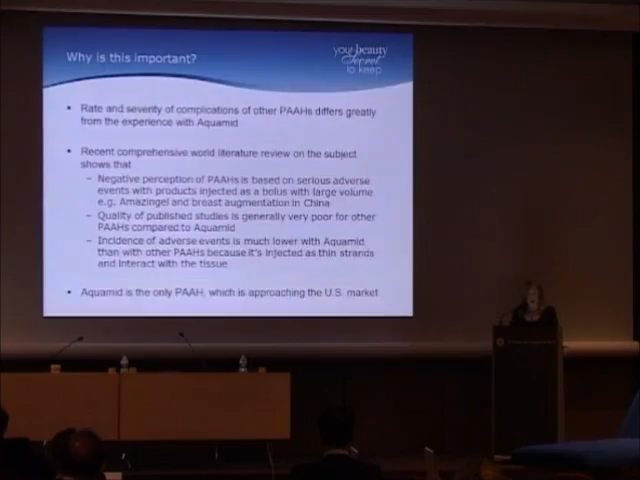 Why is this important?
your beauty
Secret
to keep
• Rate and severity of complications of other PAAHs differs greatly
from the experience with Aquamid
• Recent comprehensive world literature review on the subject
shows that
– Negative perception of PAAHs is based on serious adverse
events with products injected as a bolus with large volume
e.g. Amazingel and breast augmentation in China
– Quality of published studies is generally very poor for other
PAAHs compared to Aquamid
– Incidence of adverse events is much lower with Aquamid
than with other PAAHs because it's injected as thin strands
and interact with the tissue
• Aquamid is the only PAAH, which is approaching the U.S. market